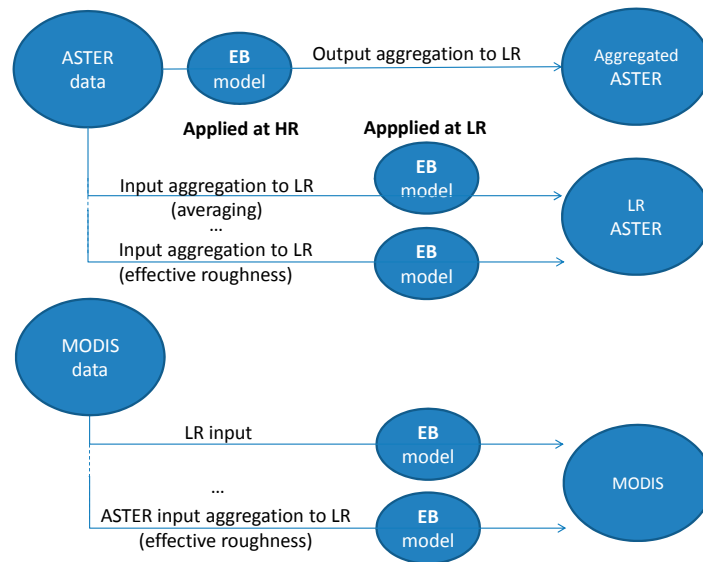 ASTER
data
EB
model
Output aggregation to LR
Aggregated
ASTER
Applied at HR
Appplied at LR
Input aggregation to LR
(averaging)
EB
model
...
Input aggregation to LR
(effective roughness)
EB
model
LR
ASTER
MODIS
data
LR input
EB
model
...
ASTER input aggregation to LR
(effective roughness)
EB
model
MODIS